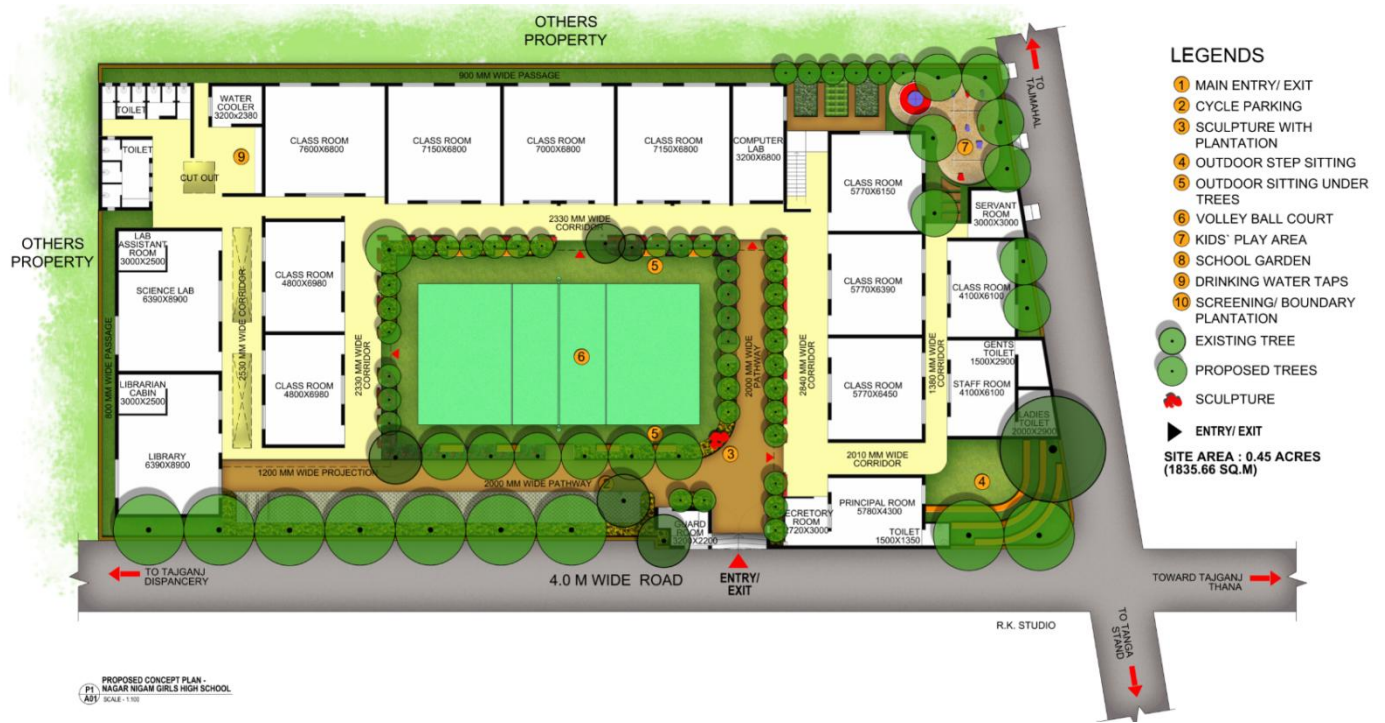 OTHERS
PROPERTY
900 MM WIDE PASSAGE
TOILET
WATER
COOLER
3200x2380
CLASS ROOM
7600X6800
CLASS ROOM
7150X6800
CLASS ROOM
7000X6800
CLASS ROOM
7150X6800
COMPUTER
LAB
3200X6800
TOILET
9
CUT OUT
7
TO TAJMAHAL
CLASS ROOM
5770X6150
SERVANT
ROOM
3000X3000
2330 MM WIDE
CORRIDOR
OTHERS
PROPERTY
LAB
ASSISTANT
ROOM
3000X2500
SCIENCE LAB
6390X8900
800 MM WIDE PASSAGE
2530 MM WIDE CORRIDOR
CLASS ROOM
4800X6980
2330 MM WIDE
CORRIDOR
5
CLASS ROOM
5770X6390
CLASS ROOM
4100X6100
6
2000 MM WIDE
PATHWAY
2840 MM WIDE
CORRIDOR
1380 MM WIDE
CORRIDOR
GENTS
TOILET
1500X2900
STAFF ROOM
4100X6100
LIBRARIAN
CABIN
3000X2500
CLASS ROOM
4800X6980
CLASS ROOM
5770X6450
LADIES
TOILET
2000X2900
LIBRARY
6390X8900
5
3
1200 MM WIDE PROJECTION
2000 MM WIDE PATHWAY
2010 MM WIDE
CORRIDOR
4
PRINCIPAL ROOM
5780X4300
TOILET
1500X1350
SECRETORY
ROOM
2720X3000
GUARD
ROOM
3200X2200
TO TAJGANJ
DISPANCERY
4.0 M WIDE ROAD
ENTRY/
EXIT
TOWARD TAJGANJ
THANA
TO TANGA
STAND
R.K. STUDIO
LEGENDS
1 MAIN ENTRY/ EXIT
2 CYCLE PARKING
3 SCULPTURE WITH
PLANTATION
4 OUTDOOR STEP SITTING
5 OUTDOOR SITTING UNDER
TREES
6 VOLLEY BALL COURT
7 KIDS` PLAY AREA
8 SCHOOL GARDEN
9 DRINKING WATER TAPS
10 SCREENING/ BOUNDARY
PLANTATION
EXISTING TREE
PROPOSED TREES
SCULPTURE
ENTRY/ EXIT
SITE AREA : 0.45 ACRES
(1835.66 SQ.M)
P1
A01
PROPOSED CONCEPT PLAN -
NAGAR NIGAM GIRLS HIGH SCHOOL
SCALE - 1:100